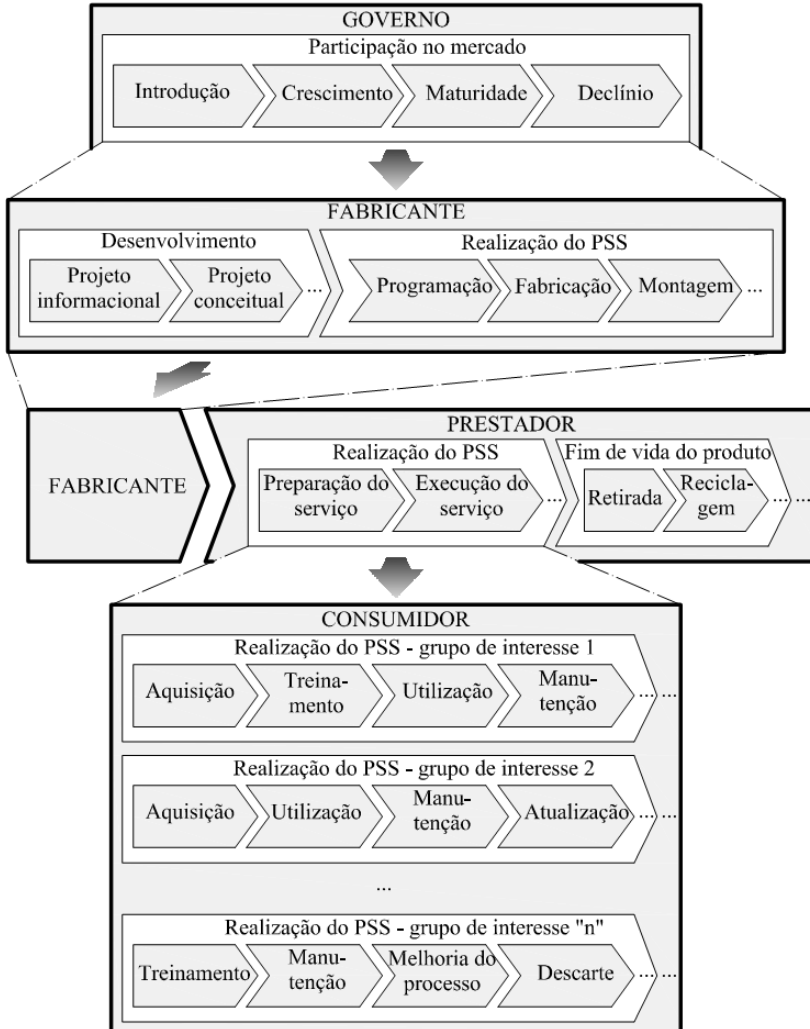 GOVERNO
Participação no mercado
Introdução
Crescimento
Maturidade
Declínio
FABRICANTE
Desenvolvimento
Projeto
informacional
Projeto
conceitual
...
Realização do PSS
Programação
Fabricação
Montagem
...
FABRICANTE
PRESTADOR
Realização do PSS
Preparação do
serviço
Execução do
serviço
...
Fim de vida do produto
Retirada
Recicla-
gem
...
...
CONSUMIDOR
Realização do PSS - grupo de interesse 1
Aquisição
Treina-
mento
Utilização
Manu-
tenção
...
...
Realização do PSS - grupo de interesse 2
Aquisição
Utilização
Manu-
tenção
Atualização
...
...
...
Realização do PSS - grupo de interesse "n"
Treinamento
Manu-
tenção
Melhoria do
processo
Descarte
...
...